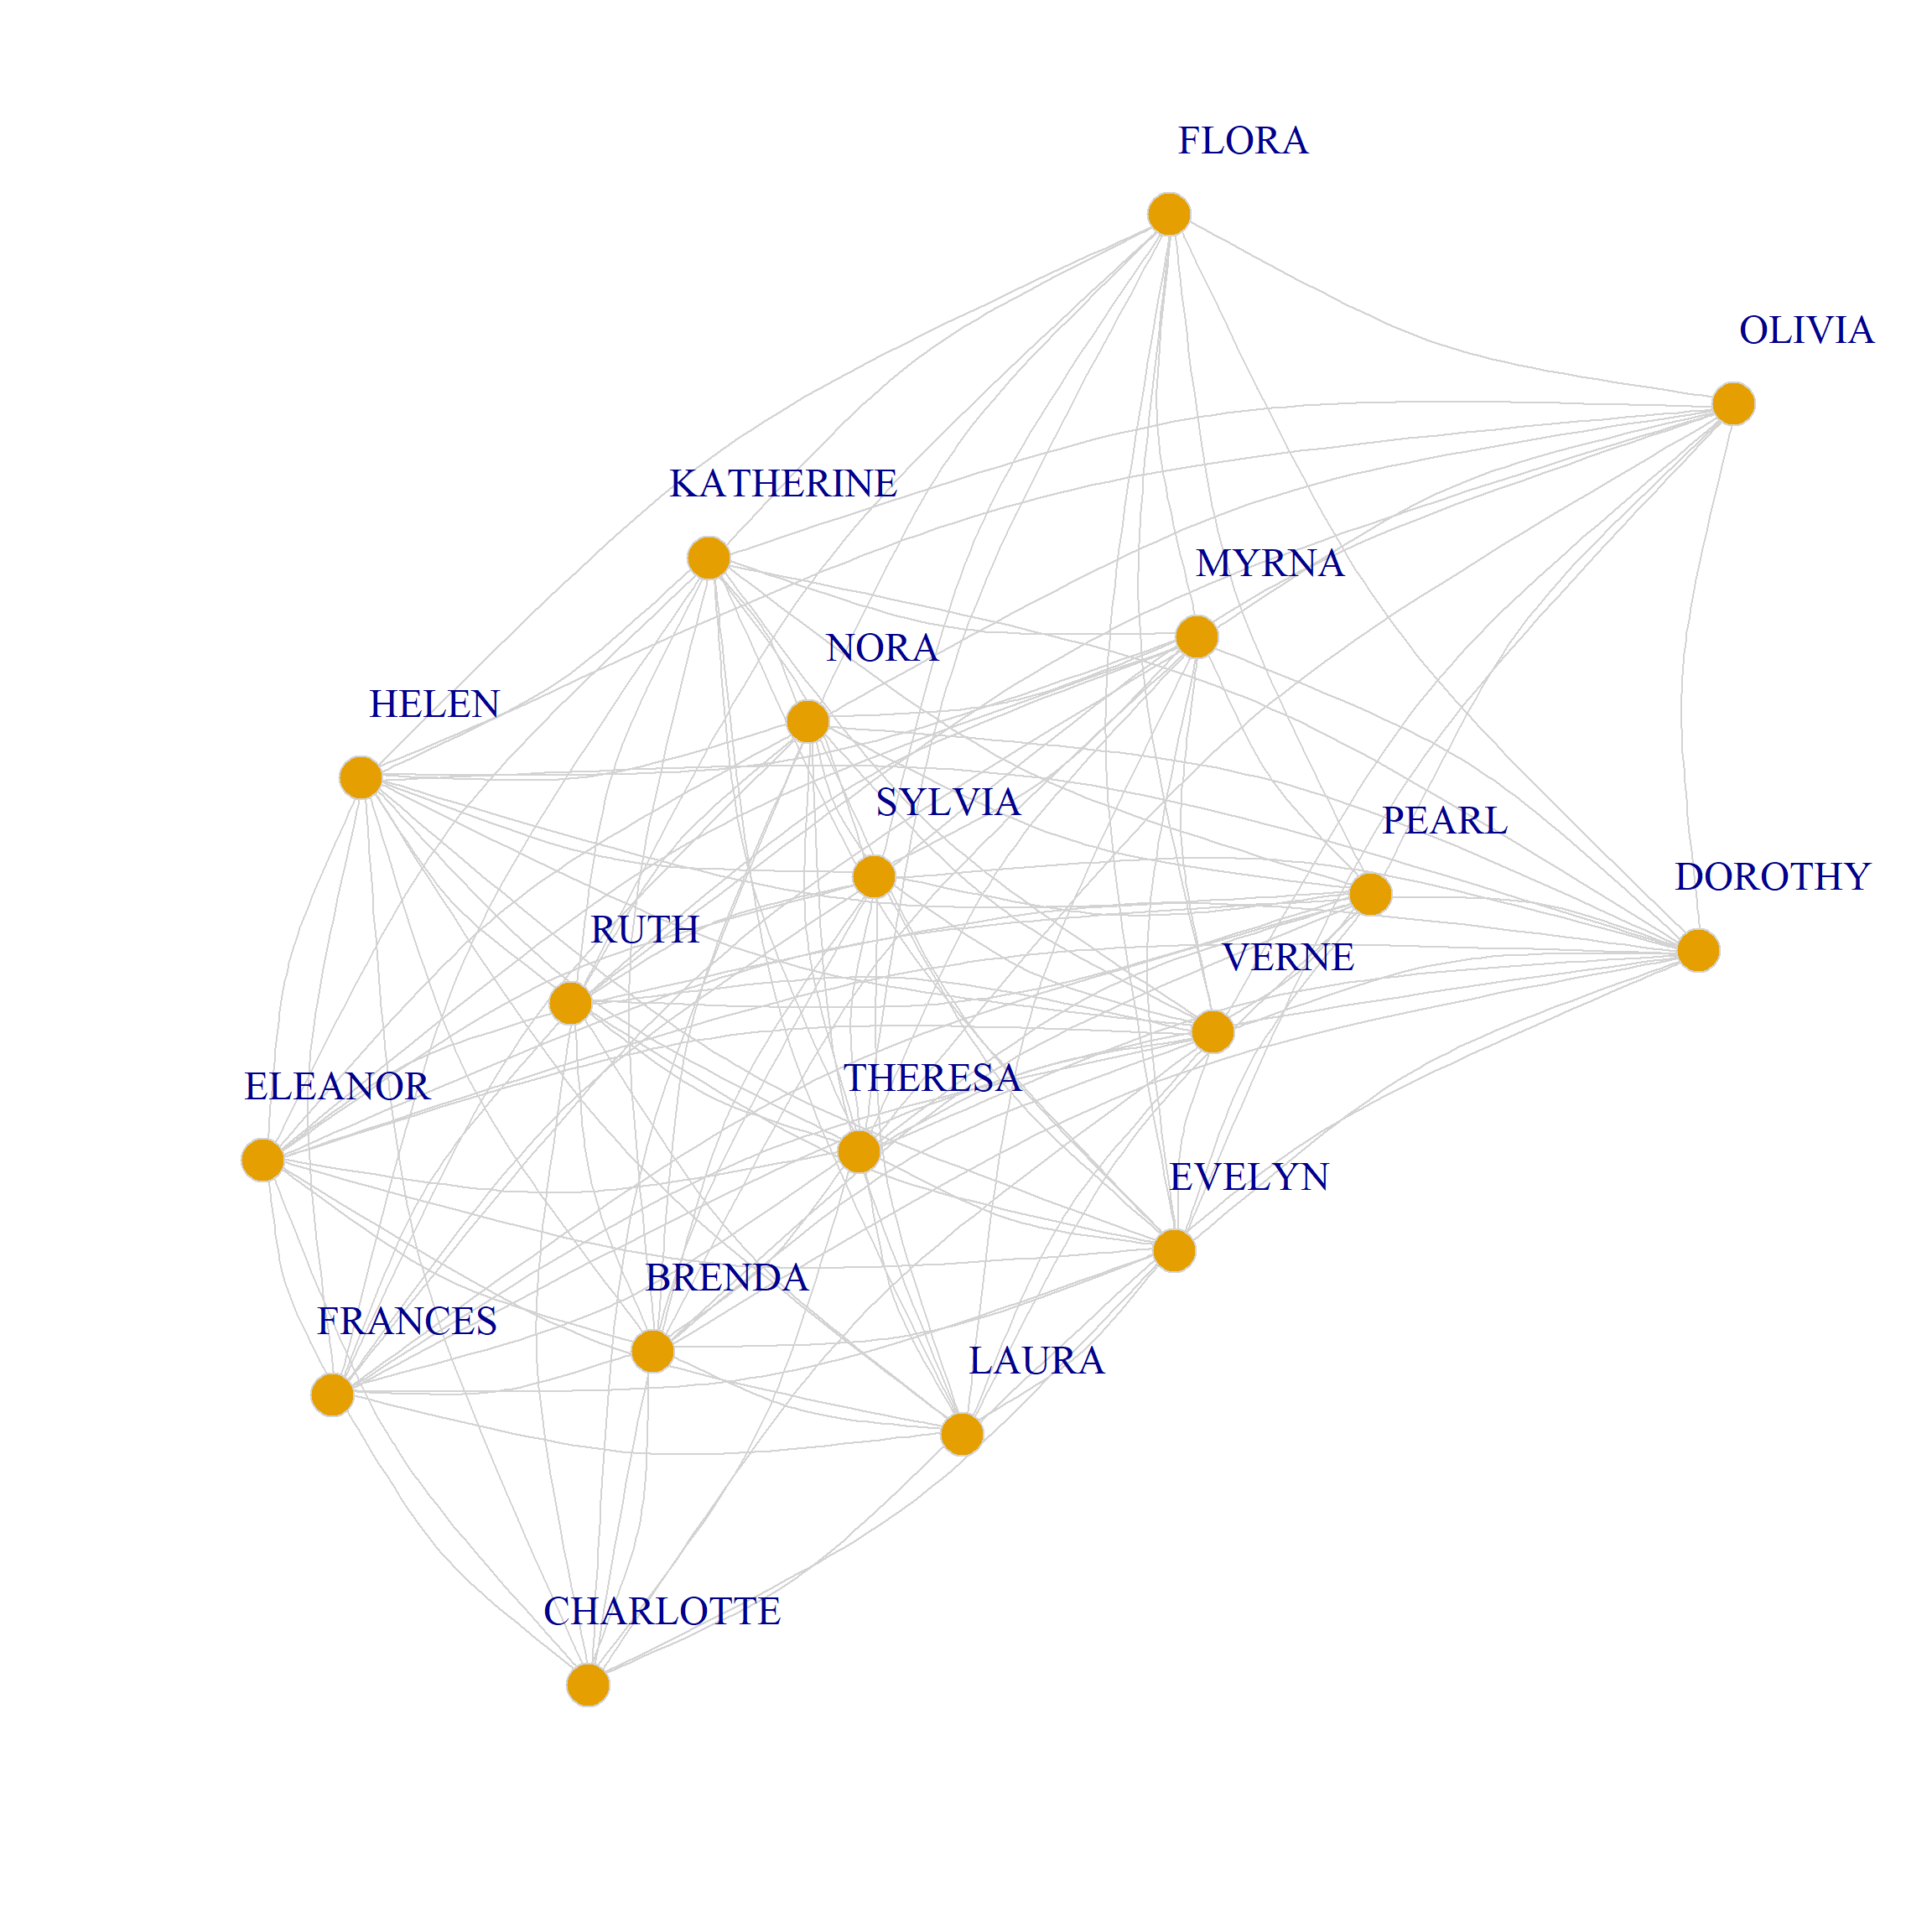 FLORA
OLIVIA
KATHERINE
MYRNA
NORA
HELEN
SYLVIA
PEARL
DOROTHY
RUTH
VERNE
THERESA
ELEANOR
EVELYN
BRENDA
FRANCES
LAURA
CHARLOTTE